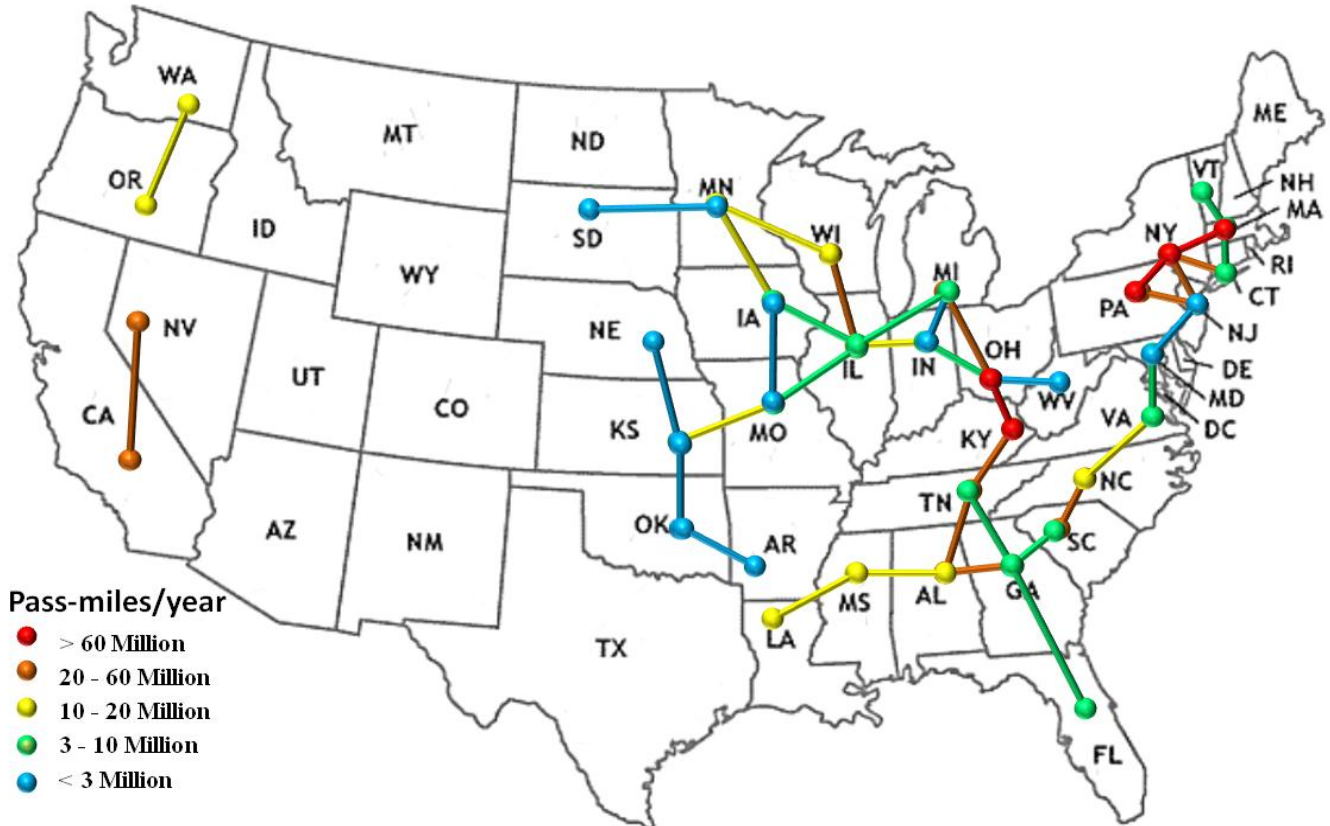 WA
MT
ND
MN
ME
VT
NH
MA
OR
ID
SD
WI
NY
RI
WY
MI
CT
PA
NV
NE
IA
NJ
OH
IL
IN
DE
UT
MD
CA
CO
WV
KS
MO
VA
DC
KY
NC
TN
OK
AZ
NM
AR
SC
MS
AL
GA
LA
TX
FL
Pass-miles/year
> 60 Million
20 - 60 Million
10 - 20 Million
3 - 10 Million
< 3 Million